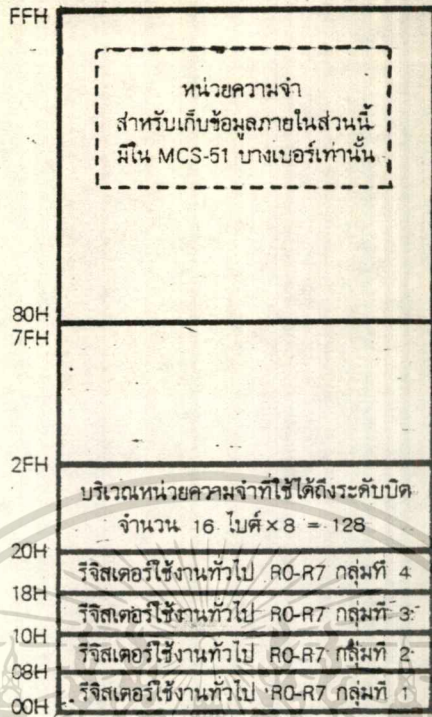 FFH
หน่วยความจำ
สำหรับเก็บข้อมูลภายในส่วนนี้
มีใน MCS-51 บางเบอร์เท่านั้น
80H
7FH
2FH
บริเวณหน่วยความจำที่ใช้ได้ถึงระดับบิต
จำนวน 16 ไบต์ × 8 = 128
20H
รีจิสเตอร์ใช้งานทั่วไป R0-R7 กลุ่มที่ 4
18H
รีจิสเตอร์ใช้งานทั่วไป R0-R7 กลุ่มที่ 3
10H
รีจิสเตอร์ใช้งานทั่วไป R0-R7 กลุ่มที่ 2
08H
รีจิสเตอร์ใช้งานทั่วไป R0-R7 กลุ่มที่ 1
00H